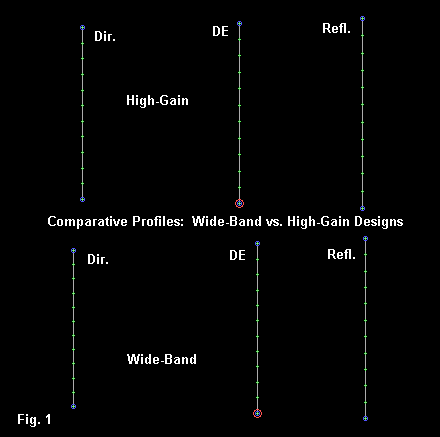 Dir.
DE
Refl.
High-Gain
Comparative Profiles:  Wide-Band vs. High-Gain Designs
Dir.
DE
Refl.
Wide-Band
Fig. 1